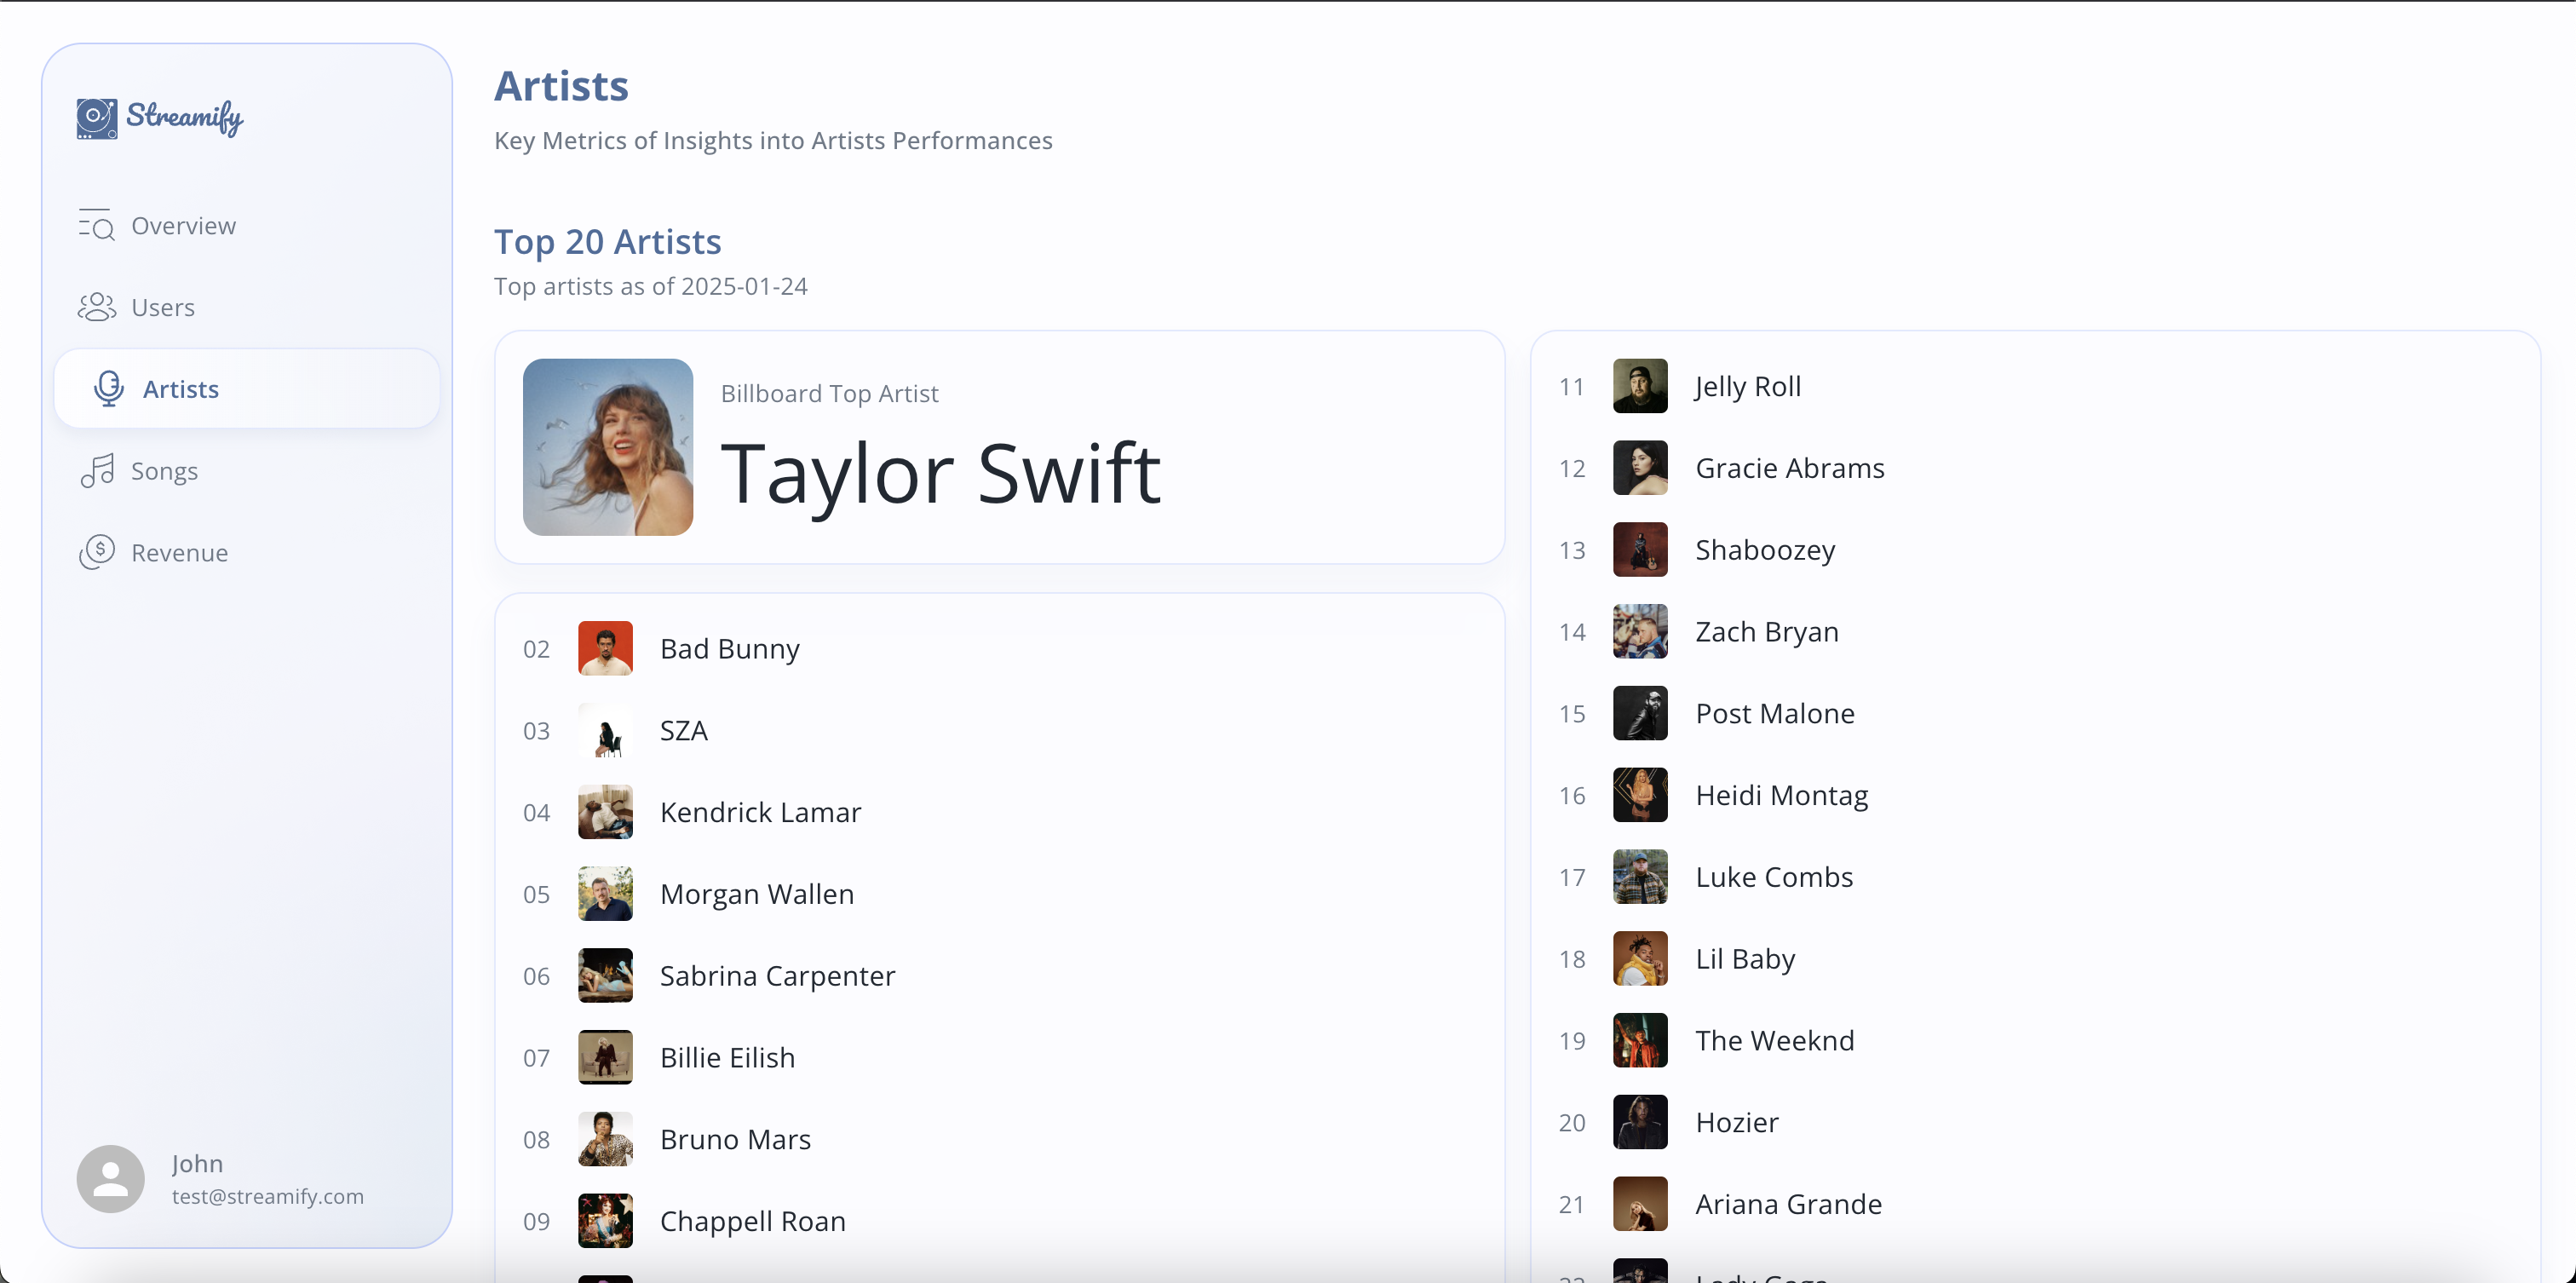 Streamify
Overview
Users
Artists
Songs
Revenue
John
test@streamify.com
Artists
Key Metrics of Insights into Artists Performances
Top 20 Artists
Top artists as of 2025-01-24
Billboard Top Artist
Taylor Swift
02 Bad Bunny
03 SZA
04 Kendrick Lamar
05 Morgan Wallen
06 Sabrina Carpenter
07 Billie Eilish
08 Bruno Mars
09 Chappell Roan
11 Jelly Roll
12 Gracie Abrams
13 Shaboozey
14 Zach Bryan
15 Post Malone
16 Heidi Montag
17 Luke Combs
18 Lil Baby
19 The Weeknd
20 Hozier
21 Ariana Grande
22 Lady Gaga